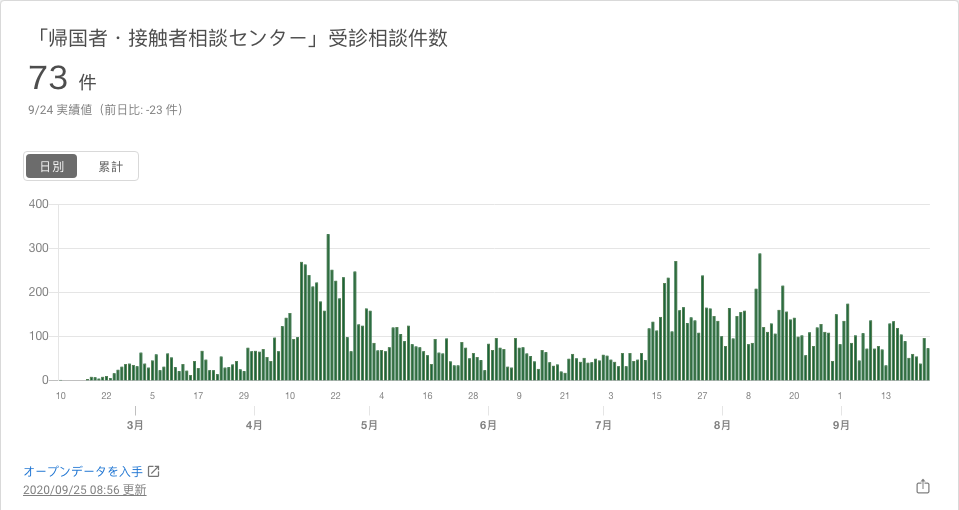 「帰国者・接触者相談センター」受診相談件数
73 件
9/24 実績値（前日比: -23 件）
日別 累計
400
300
200
100
0
10 22 5 17 29 10 22 4 16 28 9 21 3 15 27 8 20 1 13
3月 4月 5月 6月 7月 8月 9月
オープンデータを入手
2020/09/25 08:56 更新